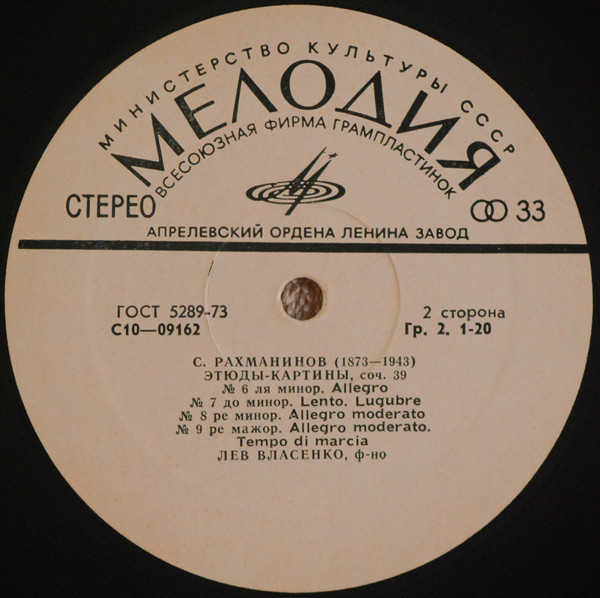 МИНИСТЕРСТВО КУЛЬТУРЫ СССР
МЕЛОДИЯ
ВСЕСОЮЗНАЯ ФИРМА ГРАМПЛАСТИНОК
СТЕРЕО
33
АПРЕЛЕВСКИЙ ОРДЕНА ЛЕНИНА ЗАВОД
ГОСТ 5289-73
2 сторона
С10—09162
Гр. 2, 1-20
С. РАХМАНИНОВ (1873—1943)
ЭТЮДЫ-КАРТИНЫ, соч. 39
№ 6 ля минор. Allegro
№ 7 до минор. Lento. Lugubre
№ 8 ре минор. Allegro moderato
№ 9 ре мажор. Allegro moderato.
Tempo di marcia
ЛЕВ ВЛАСЕНКО, ф-но